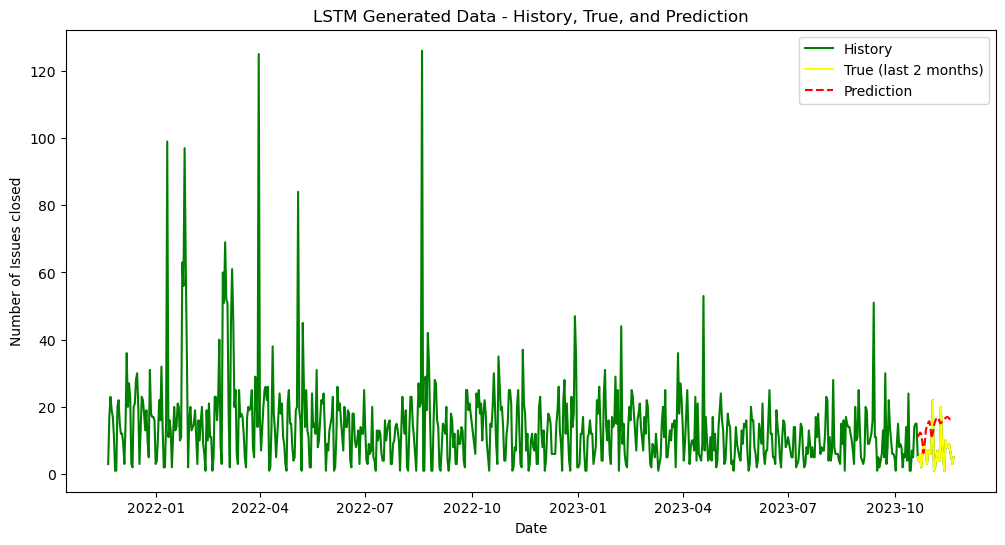 LSTM Generated Data - History, True, and Prediction
History
True (last 2 months)
Prediction
Number of Issues closed
120
100
80
60
40
20
0
2022-01
2022-04
2022-07
2022-10
2023-01
2023-04
2023-07
2023-10
Date